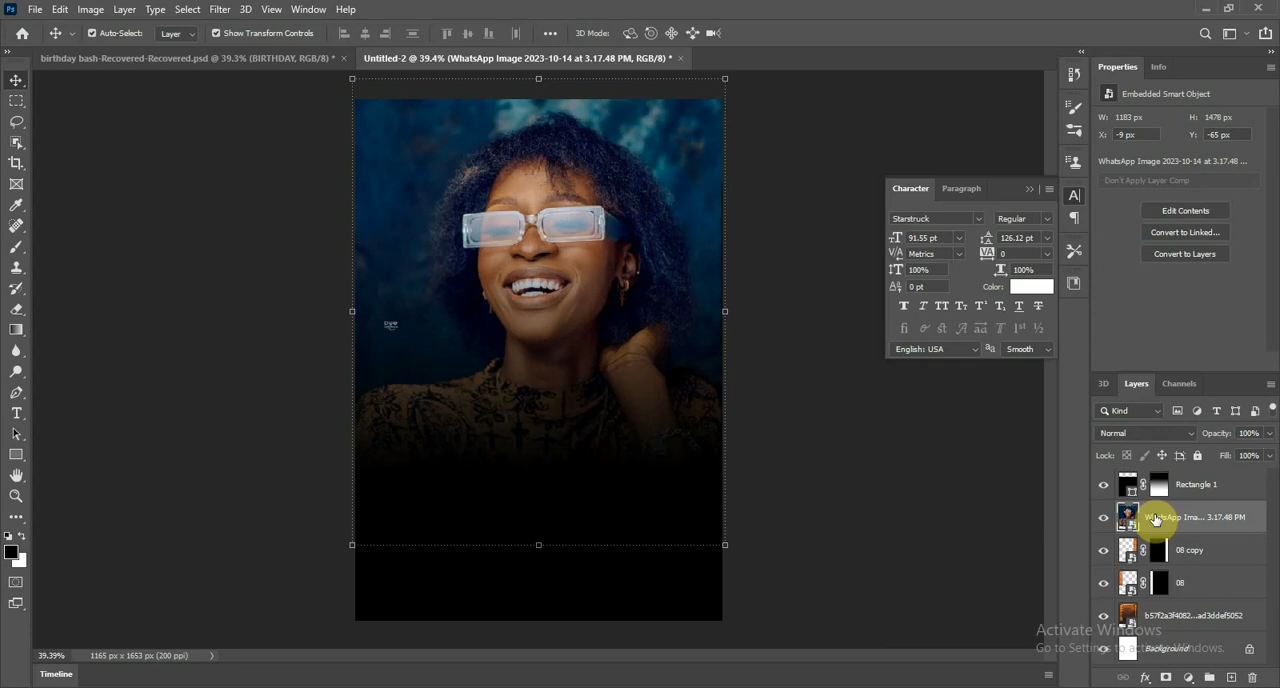 Ps File Edit Image Layer Type Select Filter 3D View Window Help
Auto-Select: Layer Show Transform Controls 3D Mode:
birthday bash-Recovered-Recovered.psd @ 39.3% (BIRTHDAY, RGB/8) * × Untitled-2 @ 39.4% (WhatsApp Image 2023-10-14 at 3.17.48 PM, RGB/8) * ×
Properties Info
Embedded Smart Object
W: 1183 px H: 1478 px
X: -9 px Y: -65 px
WhatsApp Image 2023-10-14 at 3.17.48 ...
Don't Apply Layer Comp
Edit Contents
Convert to Linked...
Convert to Layers
Character Paragraph
Starstruck Regular
91.55 pt 126.12 pt
Metrics 0
100% 100%
0 pt Color:
English: USA aa Smooth
3D Layers Channels
Kind
Normal Opacity: 100%
Lock: Fill: 100%
Rectangle 1
WhatsApp Ima... 3.17.48 PM
08 copy
08
b57f2a3f4082...ad3ddef5052
Background
Activate Windows
Go to Settings to activate Windows.
39.39% 1165 px x 1653 px (200 ppi)
Timeline